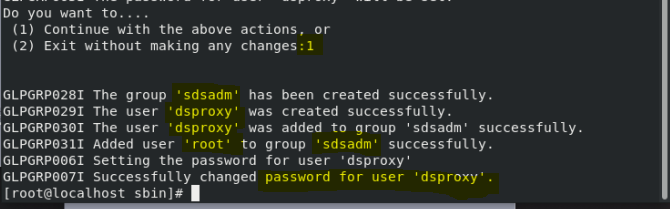 Do you want to....
(1) Continue with the above actions, or
(2) Exit without making any changes:1
GLPGRP028I The group 'sdsadm' has been created successfully.
GLPGRP029I The user 'dsproxy' was created successfully.
GLPGRP030I The user 'dsproxy' was added to group 'sdsadm' successfully.
GLPGRP031I Added user 'root' to group 'sdsadm' successfully.
GLPGRP006I Setting the password for user 'dsproxy'
GLPGRP007I Successfully changed password for user 'dsproxy'.
[root@localhost sbin]#